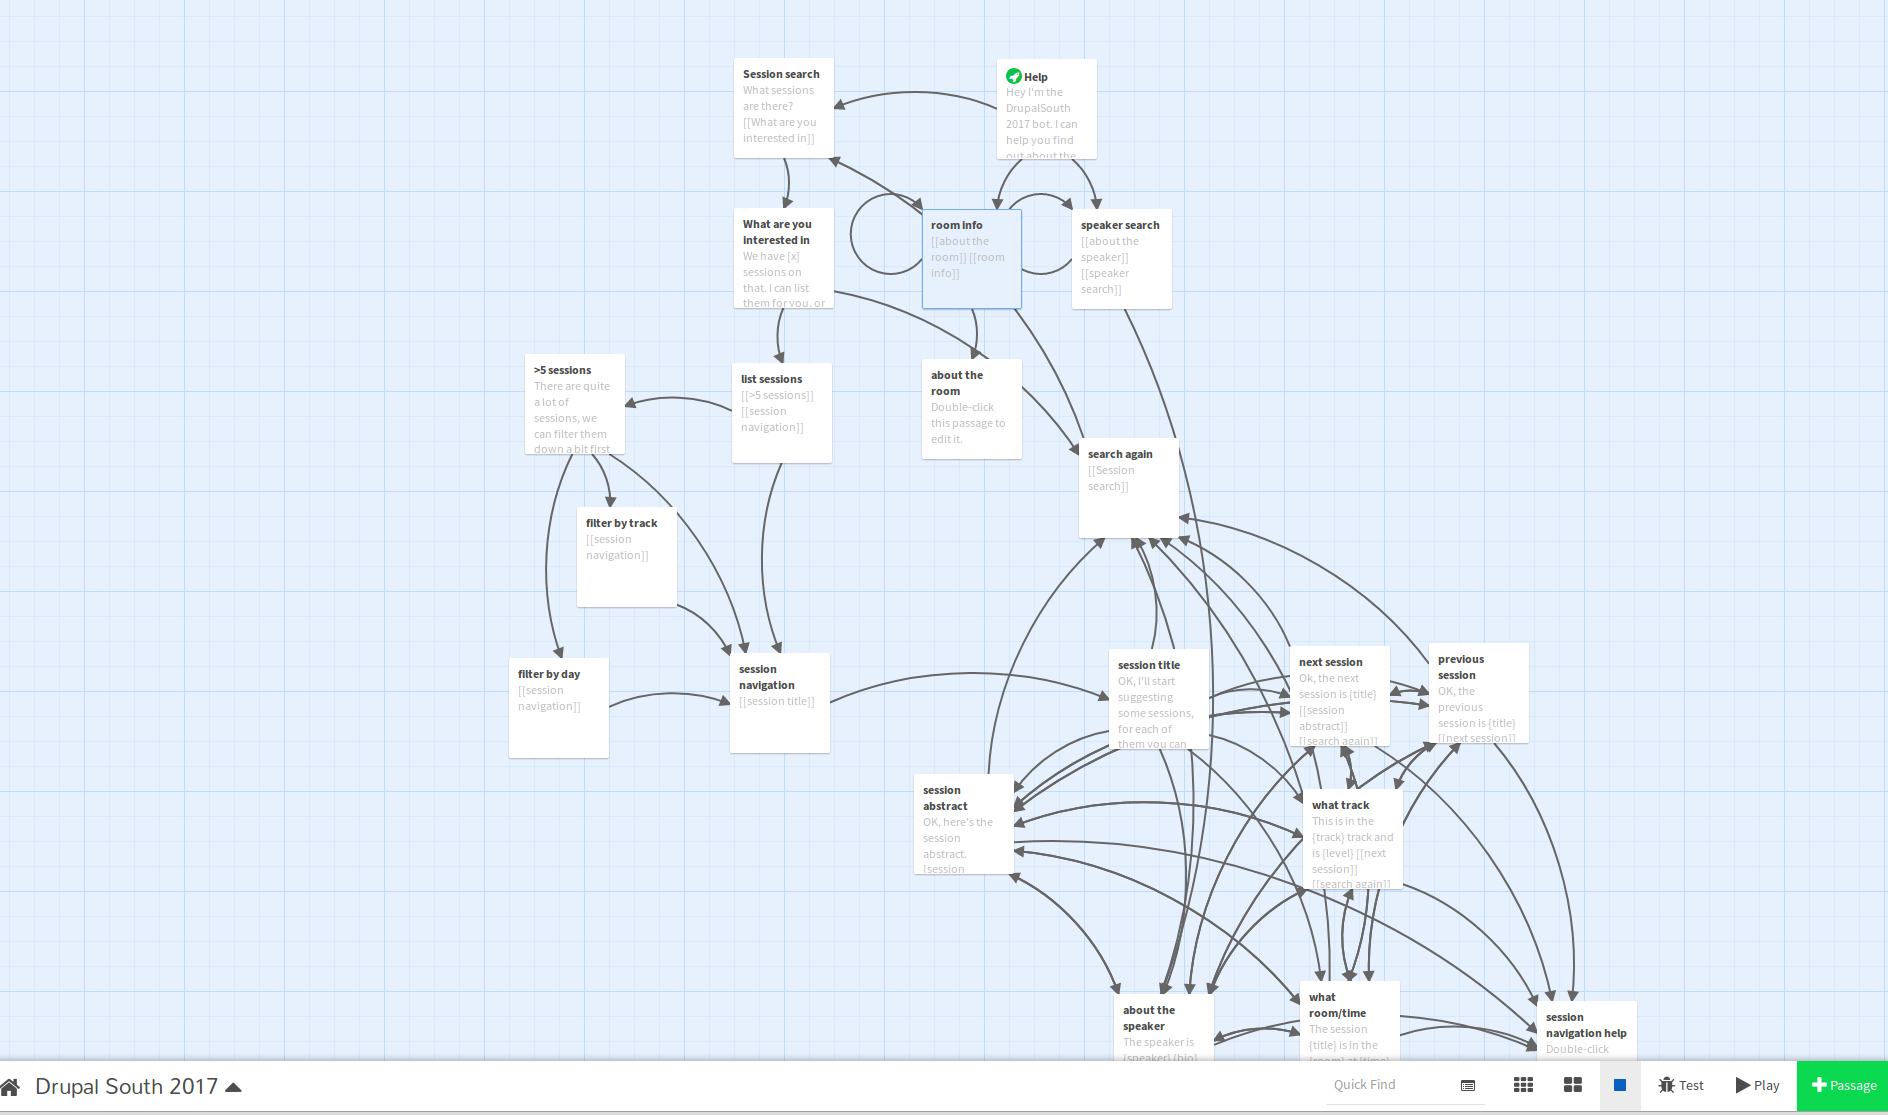 Session search
What sessions
are there?
[[What are you
interested in]]
Help
Hey I'm the
DrupalSouth
2017 bot. I can
help you find
out about the
What are you
interested in
We have [x]
sessions on
that. I can list
them for you, or
room info
[[about the
room]] [[room
info]]
speaker search
[[about the
speaker]]
[[speaker
search]]
>5 sessions
There are quite
a lot of
sessions, we
can filter them
down a bit first
list sessions
[[>5 sessions]]
[[session
navigation]]
about the
room
Double-click
this passage to
edit it.
search again
[[Session
search]]
filter by track
[[session
navigation]]
filter by day
[[session
navigation]]
session
navigation
[[session title]]
session title
OK, I'll start
suggesting
some sessions,
for each of
them you can
next session
Ok, the next
session is {title}
[[session
abstract]]
[[search again]]
previous
session
OK, the
previous
session is {title}
[[next session]]
session
abstract
OK, here's the
session
abstract.
{session
what track
This is in the
{track} track and
is {level} [[next
session]]
[[search again]]
about the
speaker
The speaker is
{speaker} {bio}
what
room/time
The session
{title} is in the
{room} at {time}
session
navigation help
Double-click
Drupal South 2017
Quick Find
Test
Play
Passage